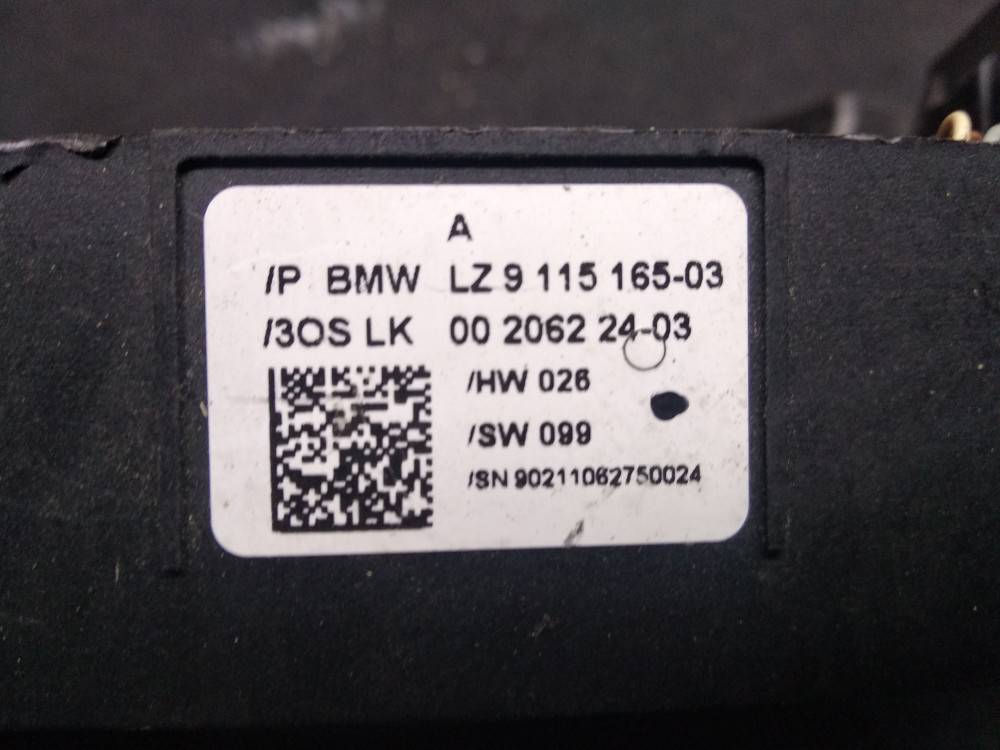 A
/P BMW LZ 9 115 165-03
/3OS LK 00 2062 24-03
/HW 026
/SW 099
/SN 90211062750024